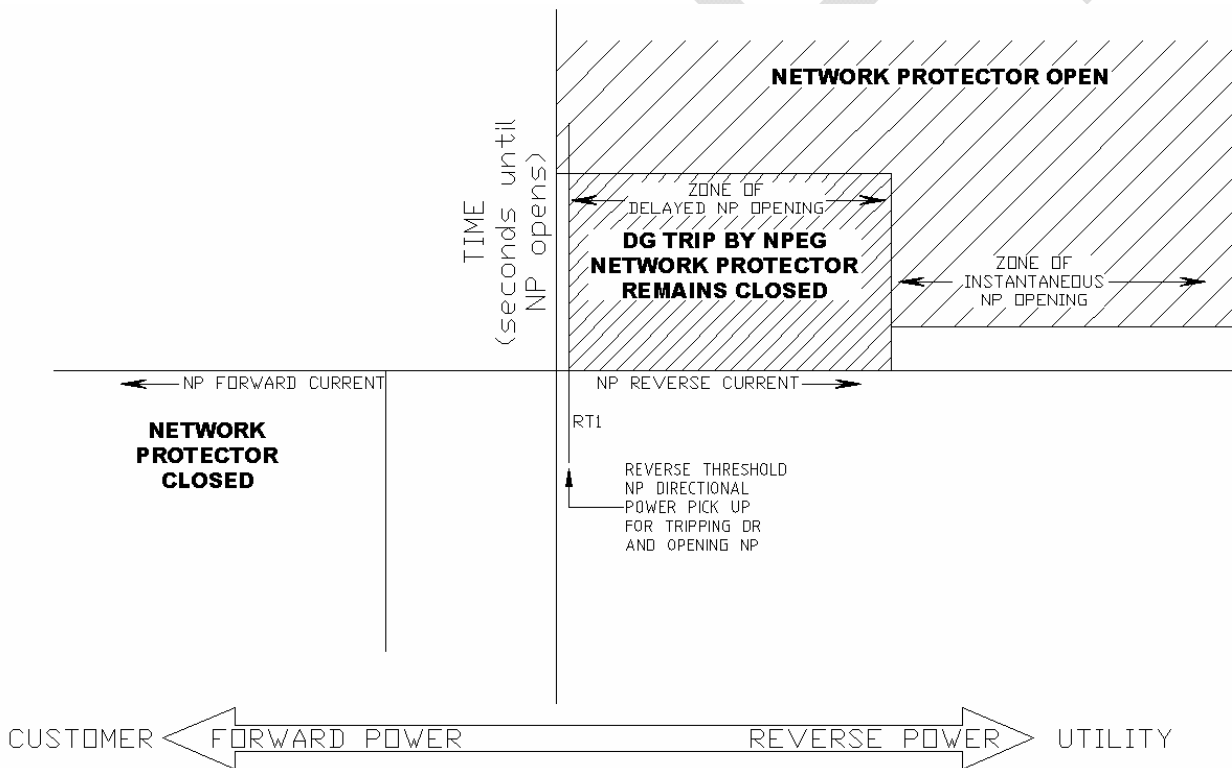 NETWORK PROTECTOR OPEN
TIME
(seconds until
NP opens)
ZONE OF
DELAYED NP OPENING
DG TRIP BY NPEG
NETWORK PROTECTOR
REMAINS CLOSED
ZONE OF
INSTANTANEOUS
NP OPENING
NP FORWARD CURRENT
NP REVERSE CURRENT
NETWORK
PROTECTOR
CLOSED
RT1
REVERSE THRESHOLD
NP DIRECTIONAL
POWER PICK UP
FOR TRIPPING DR
AND OPENING NP
CUSTOMER FORWARD POWER REVERSE POWER UTILITY